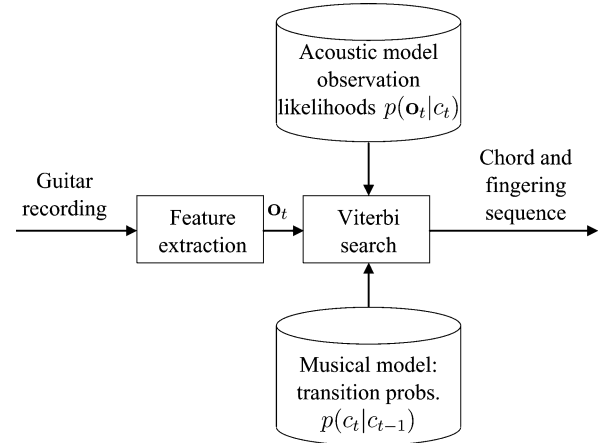 Acoustic model
observation
likelihoods p(o_t|c_t)
Guitar
recording
Feature
extraction
o_t
Viterbi
search
Chord and
fingering
sequence
Musical model:
transition probs.
p(c_t|c_{t−1})